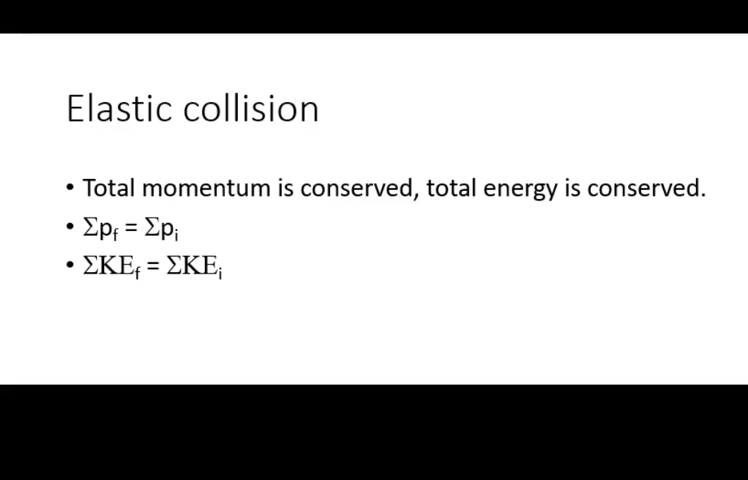 Elastic collision
• Total momentum is conserved, total energy is conserved.
• Σp_f = Σp_i
• ΣKE_f = ΣKE_i